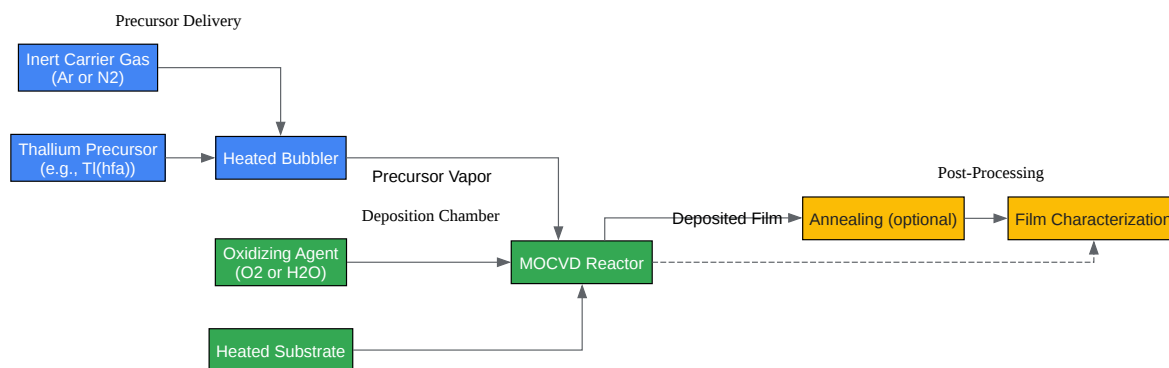 Precursor Delivery
Inert Carrier Gas
(Ar or N2)
Thallium Precursor
(e.g., Tl(hfa))
Heated Bubbler
Precursor Vapor
Post-Processing
Deposition Chamber
Deposited Film
Annealing (optional)
Film Characterization
Oxidizing Agent
(O2 or H2O)
MOCVD Reactor
Heated Substrate